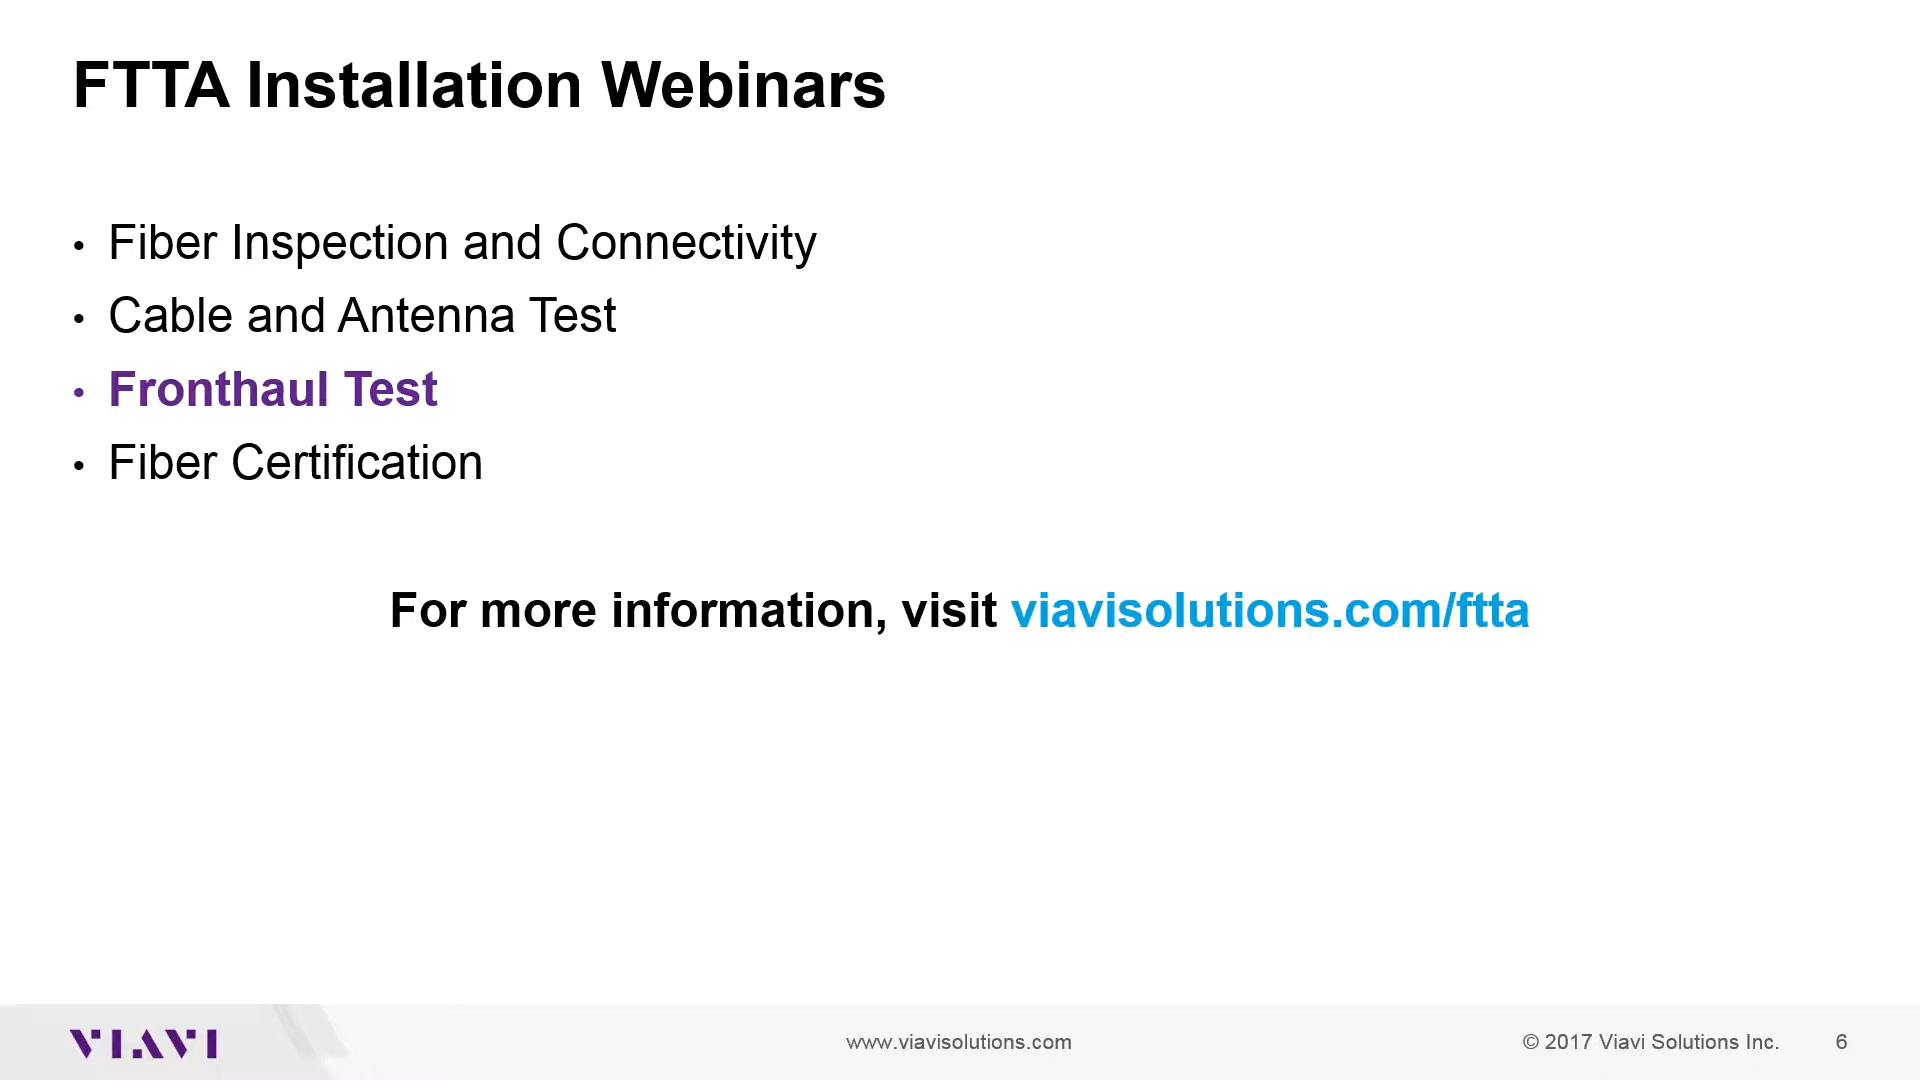 FTTA Installation Webinars
• Fiber Inspection and Connectivity
• Cable and Antenna Test
• Fronthaul Test
• Fiber Certification
For more information, visit viavisolutions.com/ftta
VIAVI
www.viavisolutions.com
© 2017 Viavi Solutions Inc.
6